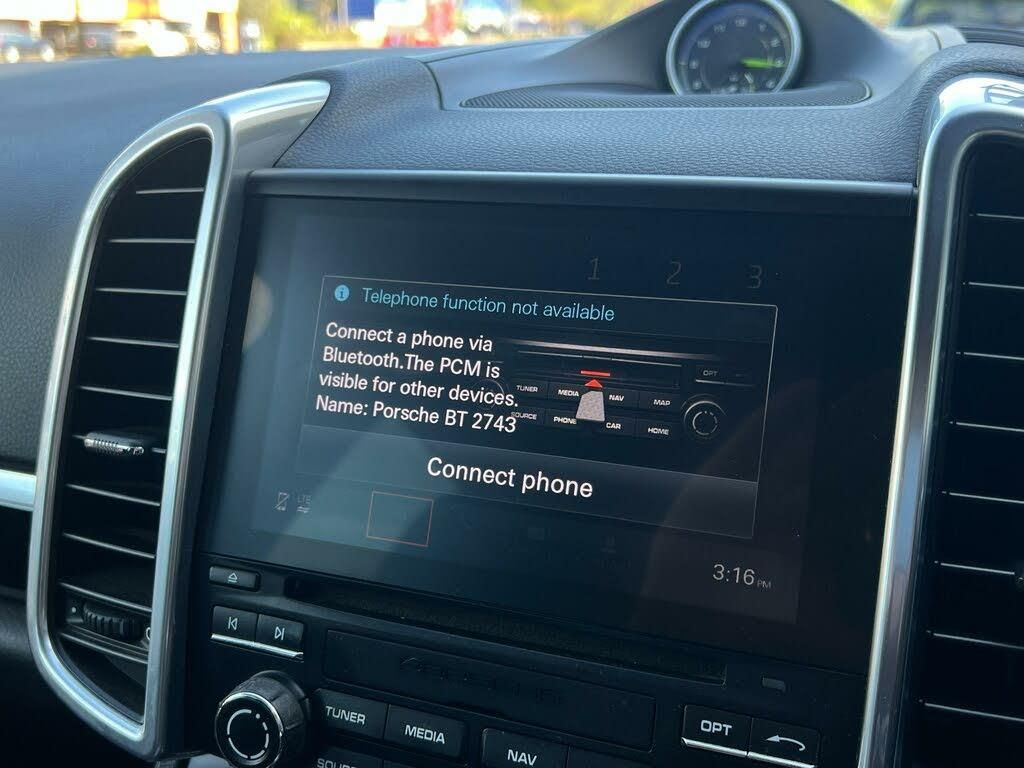 1 2 3
Telephone function not available
Connect a phone via
Bluetooth.The PCM is
visible for other devices.
Name: Porsche BT 2743
OPT
TUNER MEDIA NAV MAP
SOURCE PHONE CAR HOME
Connect phone
LTE
3:16 PM
PORSCHE
TUNER MEDIA NAV OPT